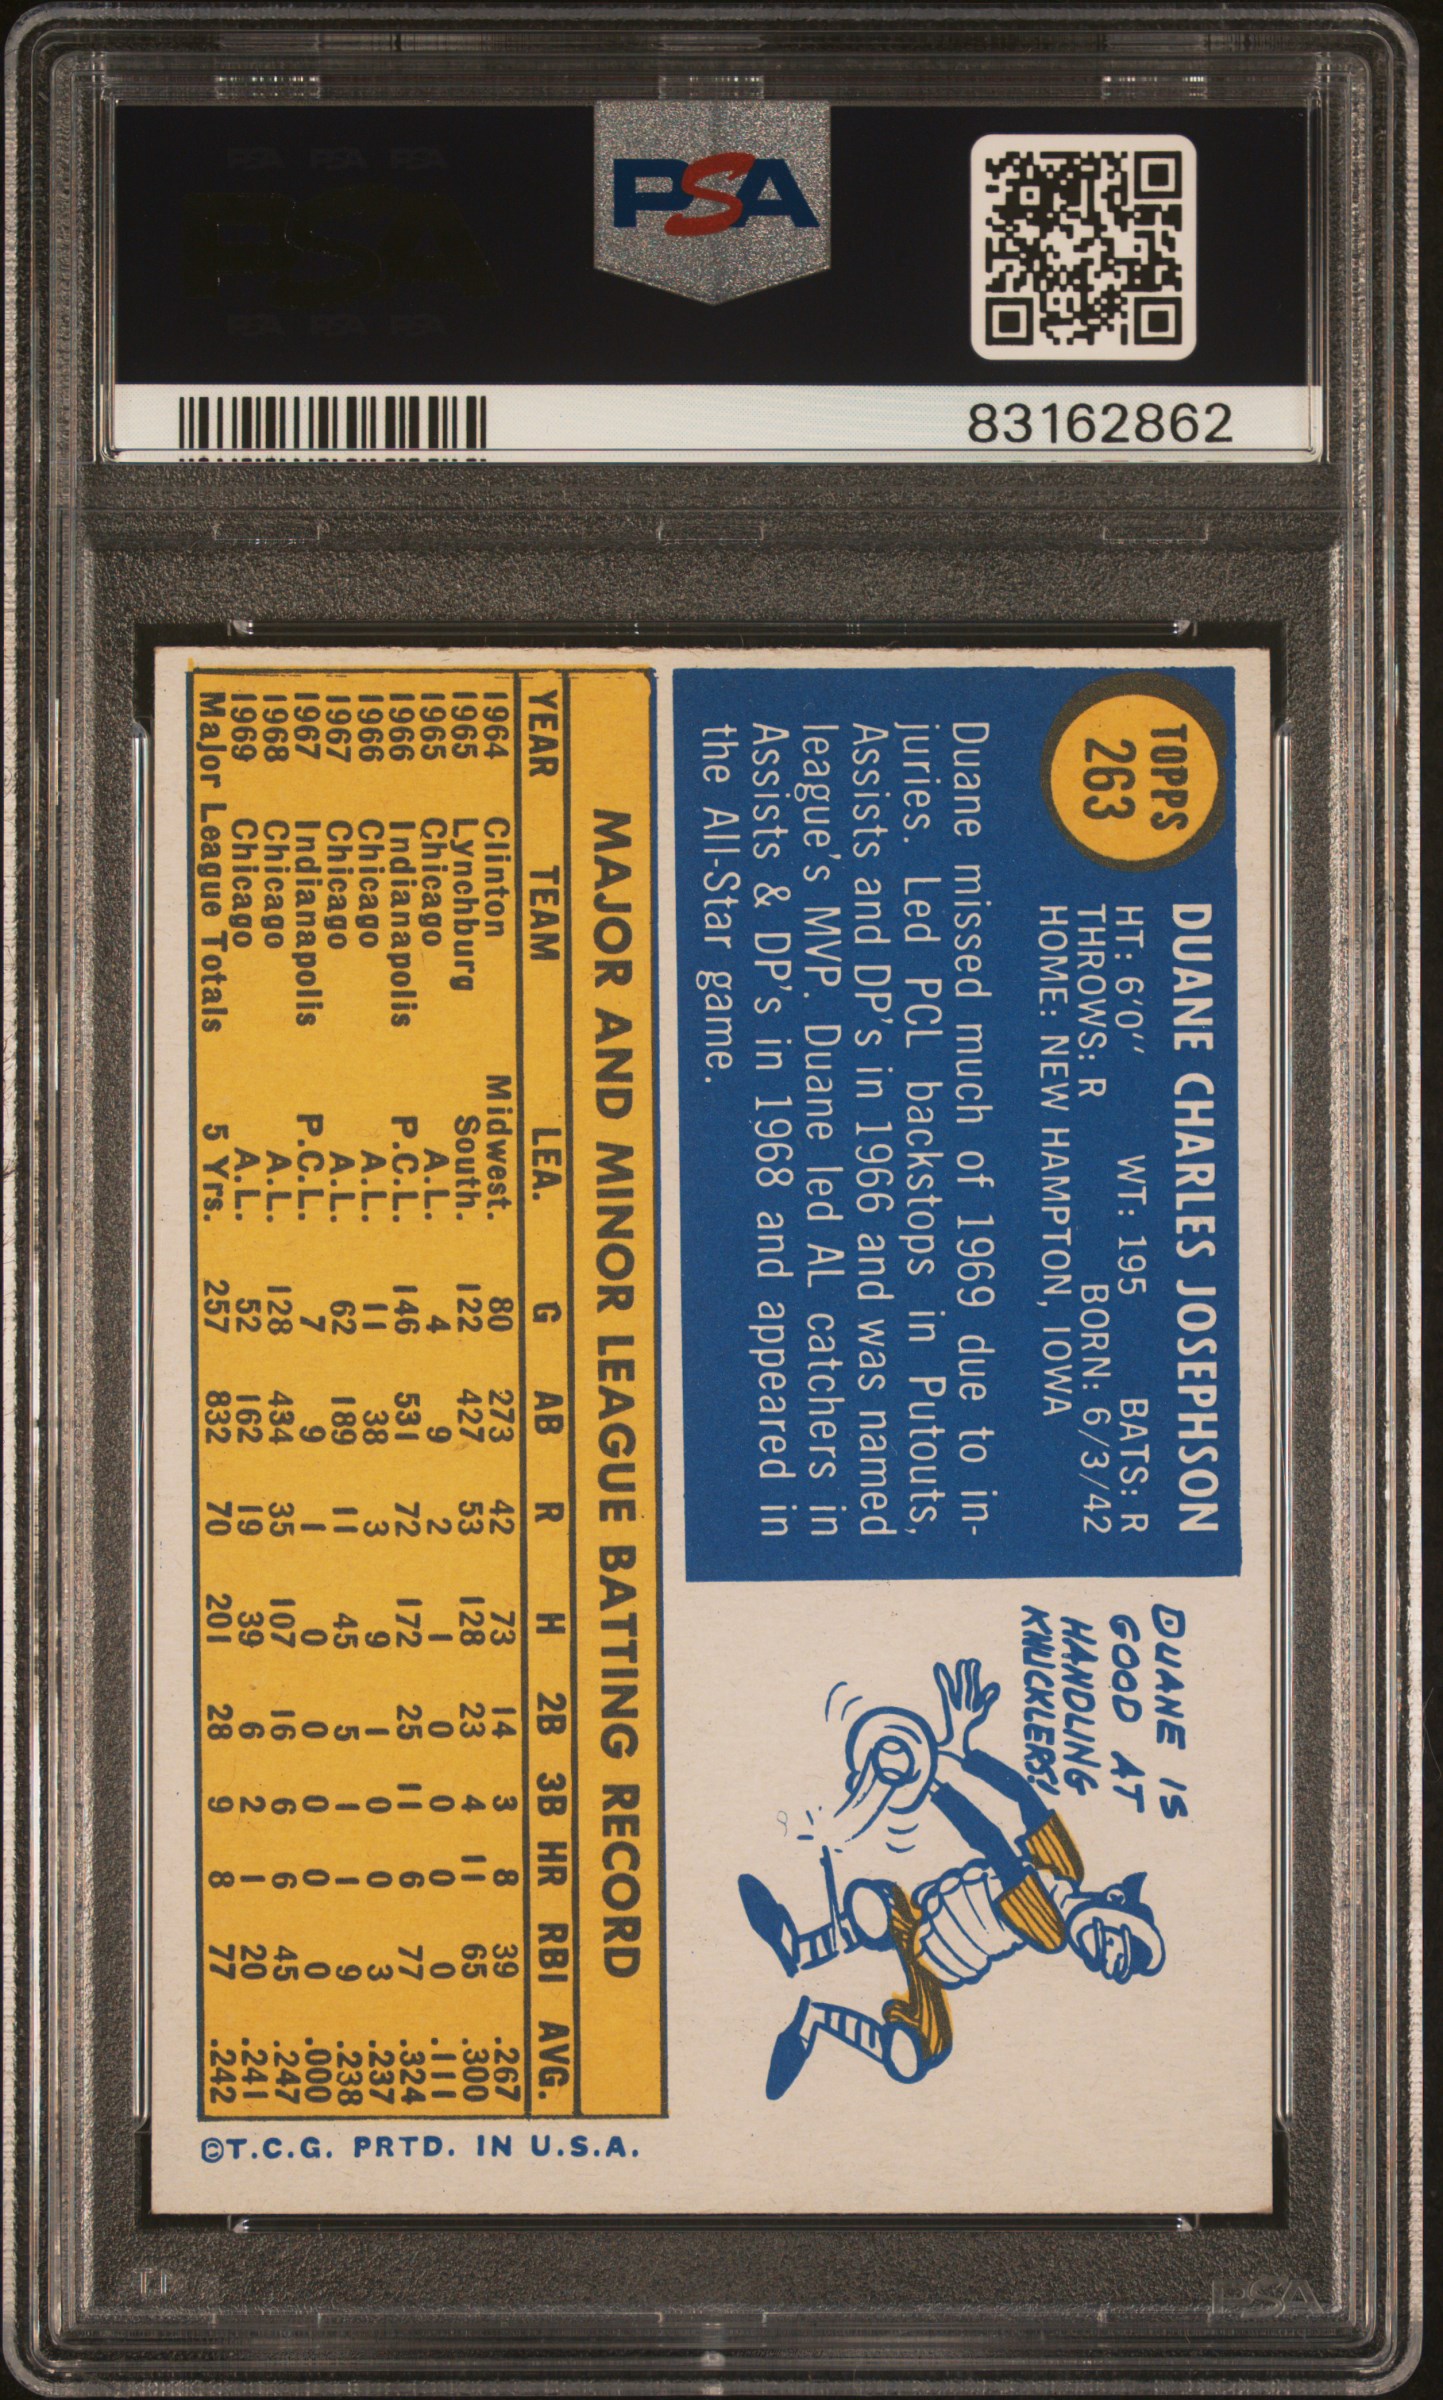 PSA
83162862
TOPPS
263
DUANE CHARLES JOSEPHSON
HT: 6'0'' WT: 195 BATS: R
THROWS: R BORN: 6/3/42
HOME: NEW HAMPTON, IOWA
Duane missed much of 1969 due to in-
juries. Led PCL backstops in Putouts,
Assists and DP's in 1966 and was named
league's MVP. Duane led AL catchers in
Assists & DP's in 1968 and appeared in
the All-Star game.
DUANE IS
GOOD AT
HANDLING
KNUCKLERS!
MAJOR AND MINOR LEAGUE BATTING RECORD
YEAR TEAM LEA. G AB R H 2B 3B HR RBI AVG.
1964 Clinton Midwest. 80 273 42 73 14 3 8 39 .267
1965 Lynchburg South. 122 427 53 128 23 4 11 65 .300
1965 Chicago A.L. 4 9 2 1 0 0 0 0 .111
1966 Indianapolis P.C.L. 146 531 72 172 25 11 6 77 .324
1966 Chicago A.L. 11 38 3 9 1 0 0 3 .237
1967 Chicago A.L. 62 189 11 45 5 1 1 9 .238
1967 Indianapolis P.C.L. 7 9 1 0 0 0 0 0 .000
1968 Chicago A.L. 128 434 35 107 16 6 6 45 .247
1969 Chicago A.L. 52 162 19 39 6 2 1 20 .241
Major League Totals 5 Yrs. 257 832 70 201 28 9 8 77 .242
©T.C.G. PRTD. IN U.S.A.
PSA